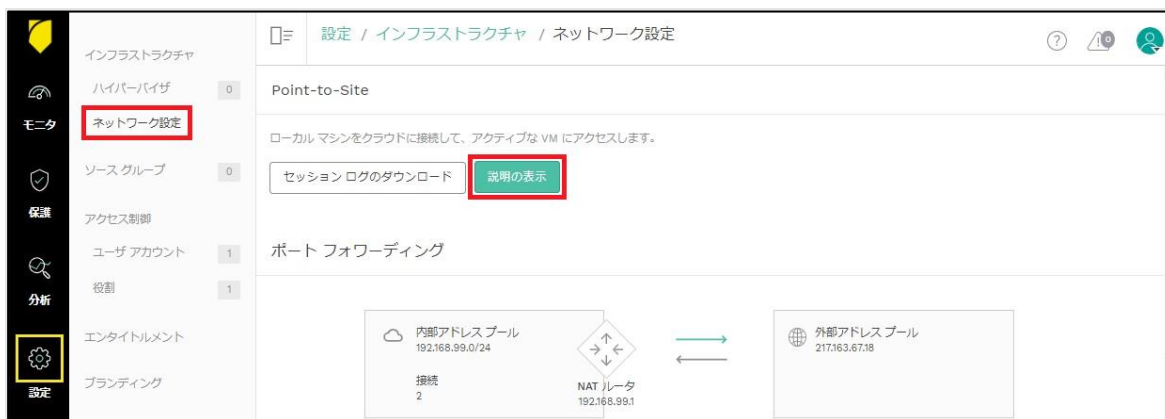 モニタ
保護
分析
設定
インフラストラクチャ
ハイパーバイザ 0
ネットワーク設定
ソース グループ 0
アクセス制御
ユーザ アカウント 1
役割 1
エンタイトルメント
ブランディング
設定 / インフラストラクチャ / ネットワーク設定
? 0
Point-to-Site
ローカル マシンをクラウドに接続して、アクティブな VM にアクセスします。
セッション ログのダウンロード 説明の表示
ポート フォワーディング
内部アドレス プール
192.168.99.0/24
接続
2
NAT ルータ
192.168.99.1
外部アドレス プール
217.163.67.18